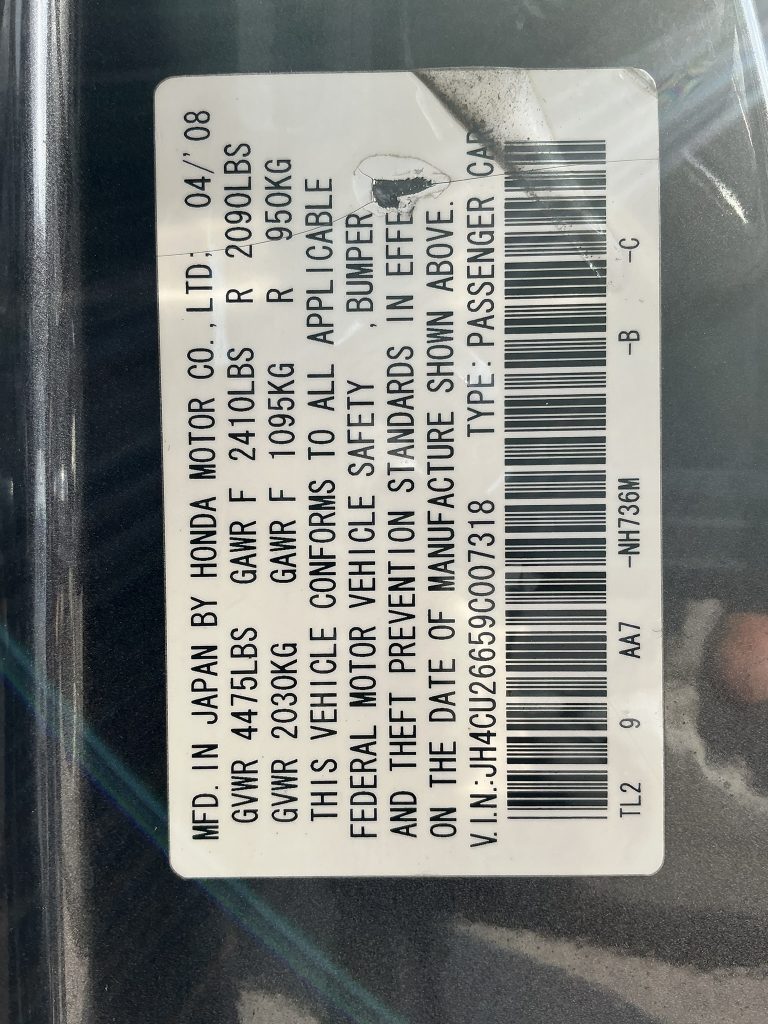 MFD. IN JAPAN BY HONDA MOTOR CO., LTD; 04/'08
GVWR 4475LBS GAWR F 2410LBS R 2090LBS
GVWR 2030KG GAWR F 1095KG R 950KG
THIS VEHICLE CONFORMS TO ALL APPLICABLE
FEDERAL MOTOR VEHICLE SAFETY , BUMPER
AND THEFT PREVENTION STANDARDS IN
ON THE DATE OF MANUFACTURE SHOWN ABOVE.
V.I.N.:JH4CU26659C007318 TYPE: PASSENGER CAR
TL2 9 AA7 -NH736M -B -C